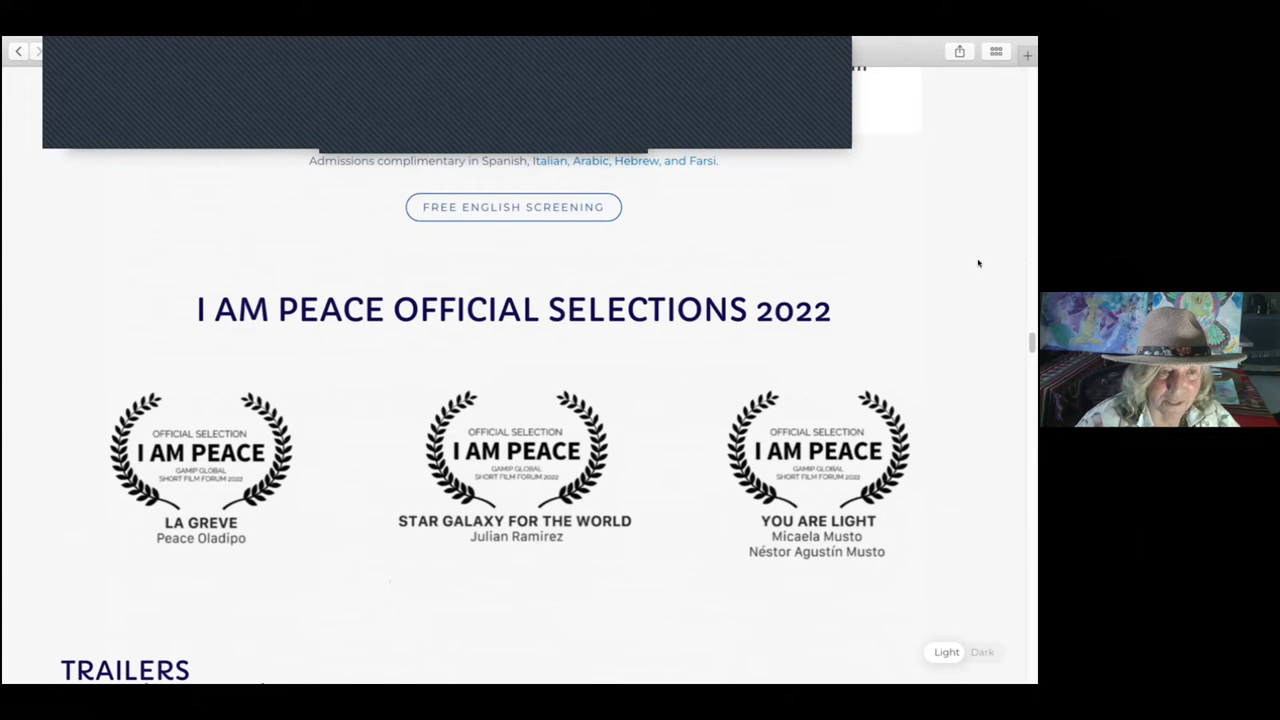 Admissions complimentary in Spanish, Italian, Arabic, Hebrew, and Farsi.
FREE ENGLISH SCREENING
I AM PEACE OFFICIAL SELECTIONS 2022
OFFICIAL SELECTION
I AM PEACE
GAMIP GLOBAL
SHORT FILM FORUM 2022
LA GREVE
Peace Oladipo
OFFICIAL SELECTION
I AM PEACE
GAMIP GLOBAL
SHORT FILM FORUM 2022
STAR GALAXY FOR THE WORLD
Julian Ramirez
OFFICIAL SELECTION
I AM PEACE
GAMIP GLOBAL
SHORT FILM FORUM 2022
YOU ARE LIGHT
Micaela Musto
Néstor Agustín Musto
Light Dark
TRAILERS